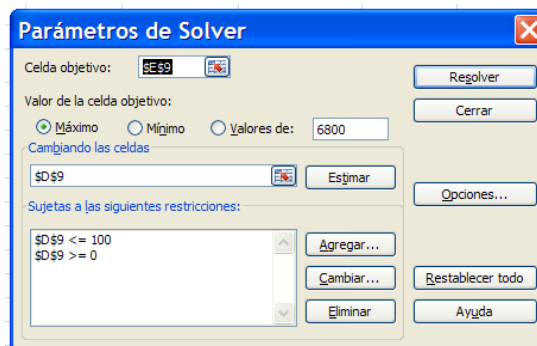 Parámetros de Solver
Celda objetivo: $E$9
Resolver
Valor de la celda objetivo:
Cerrar
Máximo Mínimo Valores de: 6800
Cambiando las celdas
$D$9 Estimar
Opciones...
Sujetas a las siguientes restricciones:
$D$9 <= 100
$D$9 >= 0
Agregar...
Cambiar...
Restablecer todo
Eliminar
Ayuda